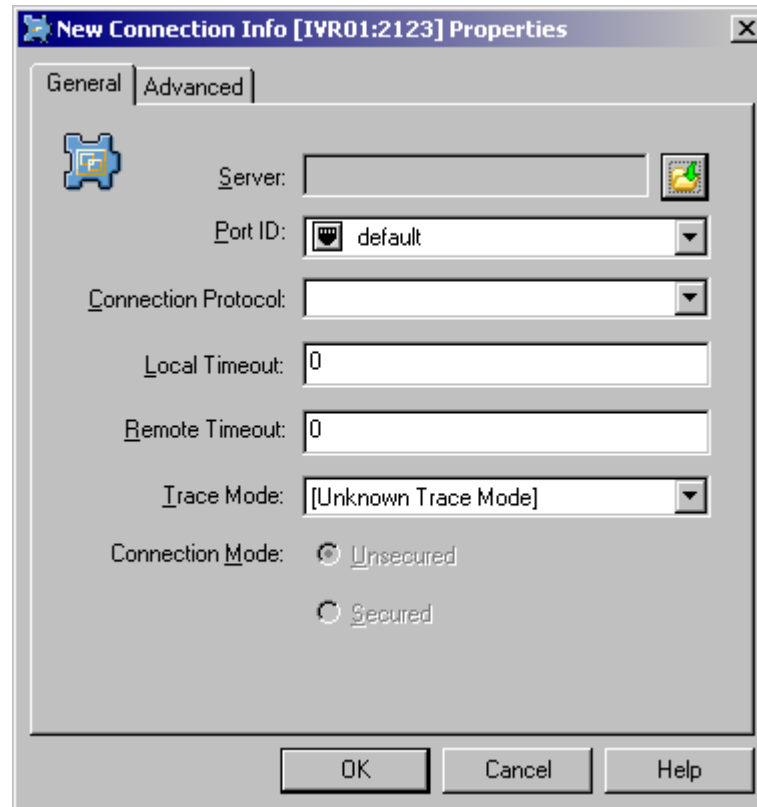 New Connection Info [IVR01:2123] Properties
General Advanced
Server:
Port ID: default
Connection Protocol:
Local Timeout: 0
Remote Timeout: 0
Trace Mode: [Unknown Trace Mode]
Connection Mode: Unsecured
Secured
OK Cancel Help